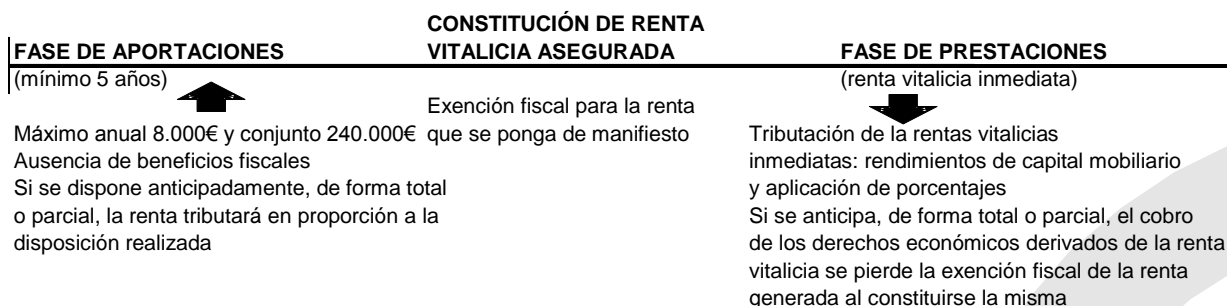 CONSTITUCIÓN DE RENTA
FASE DE APORTACIONES VITALICIA ASEGURADA FASE DE PRESTACIONES
(mínimo 5 años) (renta vitalicia inmediata)
Exención fiscal para la renta
Máximo anual 8.000€ y conjunto 240.000€ que se ponga de manifiesto Tributación de la rentas vitalicias
Ausencia de beneficios fiscales inmediatas: rendimientos de capital mobiliario
Si se dispone anticipadamente, de forma total y aplicación de porcentajes
o parcial, la renta tributará en proporción a la Si se anticipa, de forma total o parcial, el cobro
disposición realizada de los derechos económicos derivados de la renta
vitalicia se pierde la exención fiscal de la renta
generada al constituirse la misma